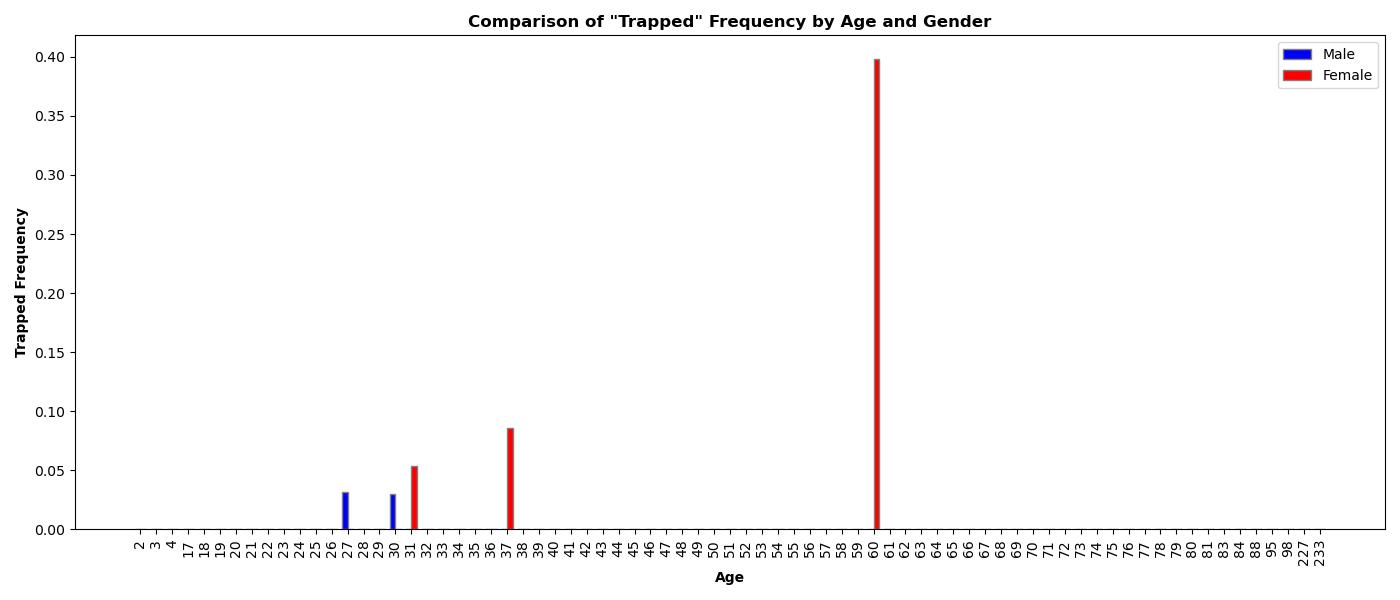 Comparison of "Trapped" Frequency by Age and Gender
Male
Female
Trapped Frequency
0.40
0.35
0.30
0.25
0.20
0.15
0.10
0.05
0.00
2 3 4 17 18 19 20 21 22 23 24 25 26 27 28 29 30 31 32 33 34 35 36 37 38 39 40 41 42 43 44 45 46 47 48 49 50 51 52 53 54 55 56 57 58 59 60 61 62 63 64 65 66 67 68 69 70 71 72 73 74 75 76 77 78 79 80 81 83 84 88 95 98 227 233
Age